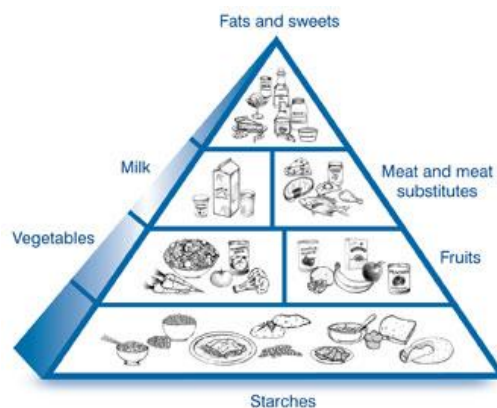 Fats and sweets
Milk
Meat and meat
substitutes
Vegetables
Fruits
Starches